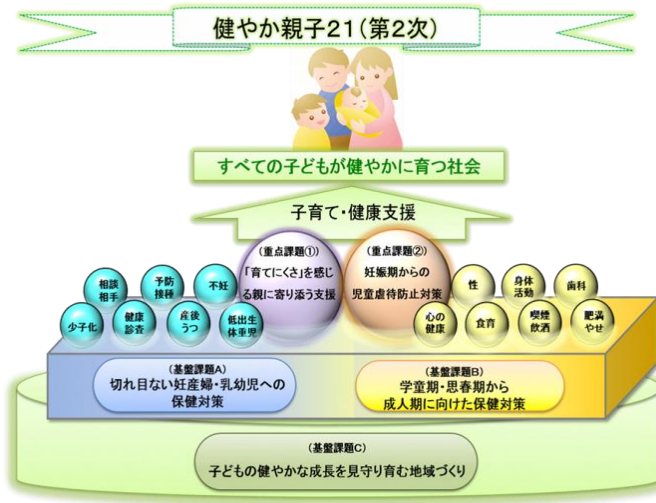 健やか親子21(第2次)
すべての子どもが健やかに育つ社会
子育て・健康支援
(重点課題①)
「育てにくさ」を感じ
る親に寄り添う支援
(重点課題②)
妊娠期からの
児童虐待防止対策
相談
相手
予防
接種
不妊
少子化
健康
診査
産後
うつ
低出生
体重児
性
身体
活動
歯科
心の
健康
食育
喫煙
飲酒
肥満
やせ
(基盤課題A)
切れ目ない妊産婦・乳幼児への
保健対策
(基盤課題B)
学童期・思春期から
成人期に向けた保健対策
(基盤課題C)
子どもの健やかな成長を見守り育む地域づくり